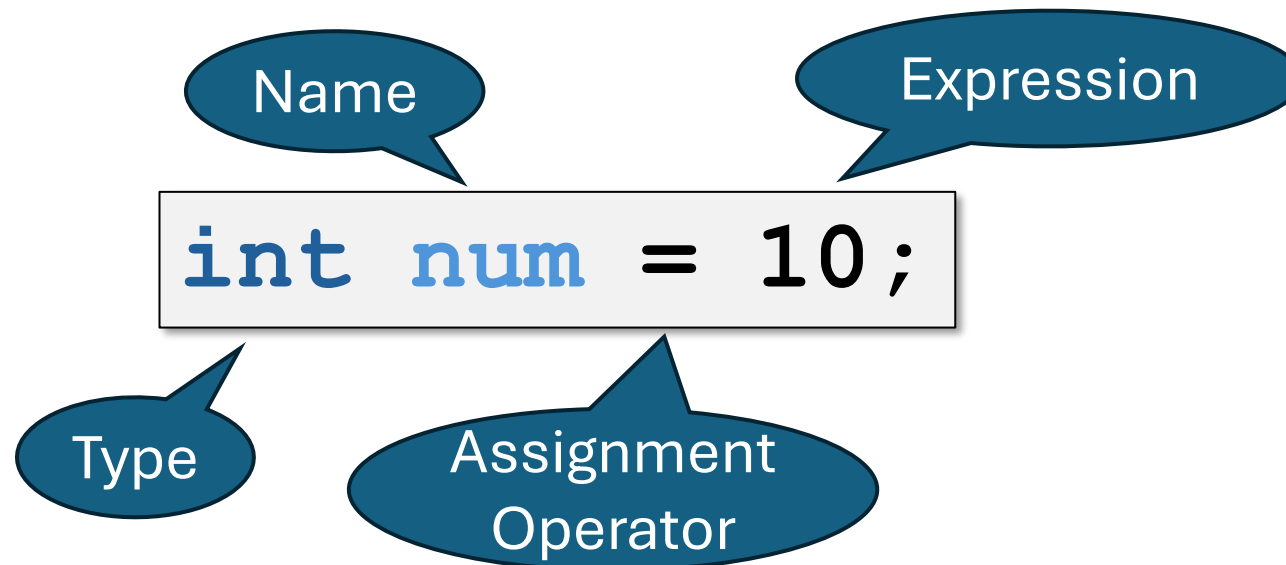 Name
Expression
int num = 10;
Type
Assignment
Operator